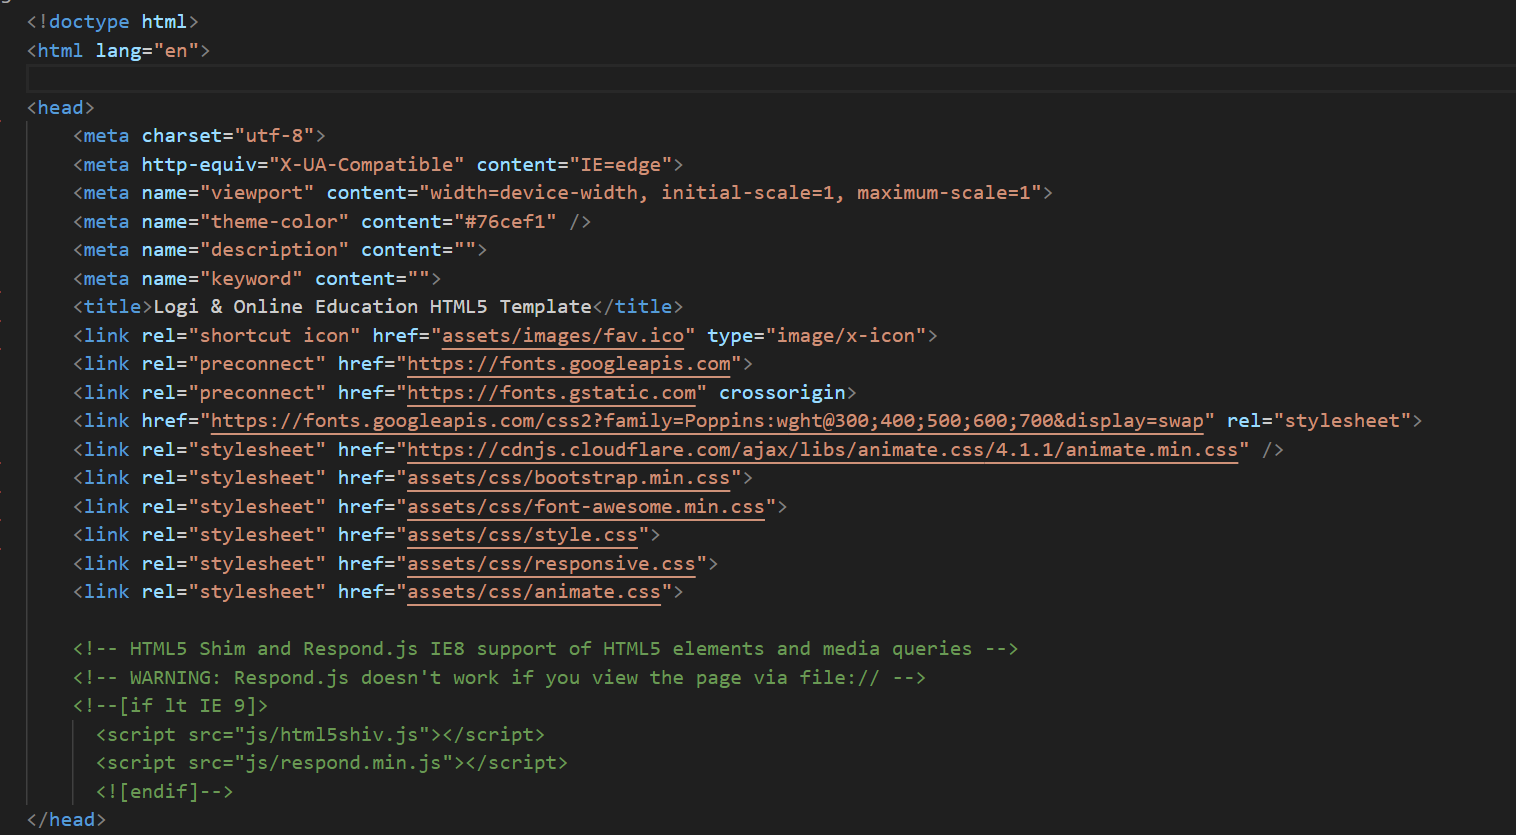 <!doctype html>
<html lang="en">
<head>
<meta charset="utf-8">
<meta http-equiv="X-UA-Compatible" content="IE=edge">
<meta name="viewport" content="width=device-width, initial-scale=1, maximum-scale=1">
<meta name="theme-color" content="#76cef1" />
<meta name="description" content="">
<meta name="keyword" content="">
<title>Logi & Online Education HTML5 Template</title>
<link rel="shortcut icon" href="assets/images/fav.ico" type="image/x-icon">
<link rel="preconnect" href="https://fonts.googleapis.com">
<link rel="preconnect" href="https://fonts.gstatic.com" crossorigin>
<link href="https://fonts.googleapis.com/css2?family=Poppins:wght@300;400;500;600;700&display=swap" rel="stylesheet">
<link rel="stylesheet" href="https://cdnjs.cloudflare.com/ajax/libs/animate.css/4.1.1/animate.min.css" />
<link rel="stylesheet" href="assets/css/bootstrap.min.css">
<link rel="stylesheet" href="assets/css/font-awesome.min.css">
<link rel="stylesheet" href="assets/css/style.css">
<link rel="stylesheet" href="assets/css/responsive.css">
<link rel="stylesheet" href="assets/css/animate.css">
<!-- HTML5 Shim and Respond.js IE8 support of HTML5 elements and media queries -->
<!-- WARNING: Respond.js doesn't work if you view the page via file:// -->
<!--[if lt IE 9]>
<script src="js/html5shiv.js"></script>
<script src="js/respond.min.js"></script>
<![endif]-->
</head>